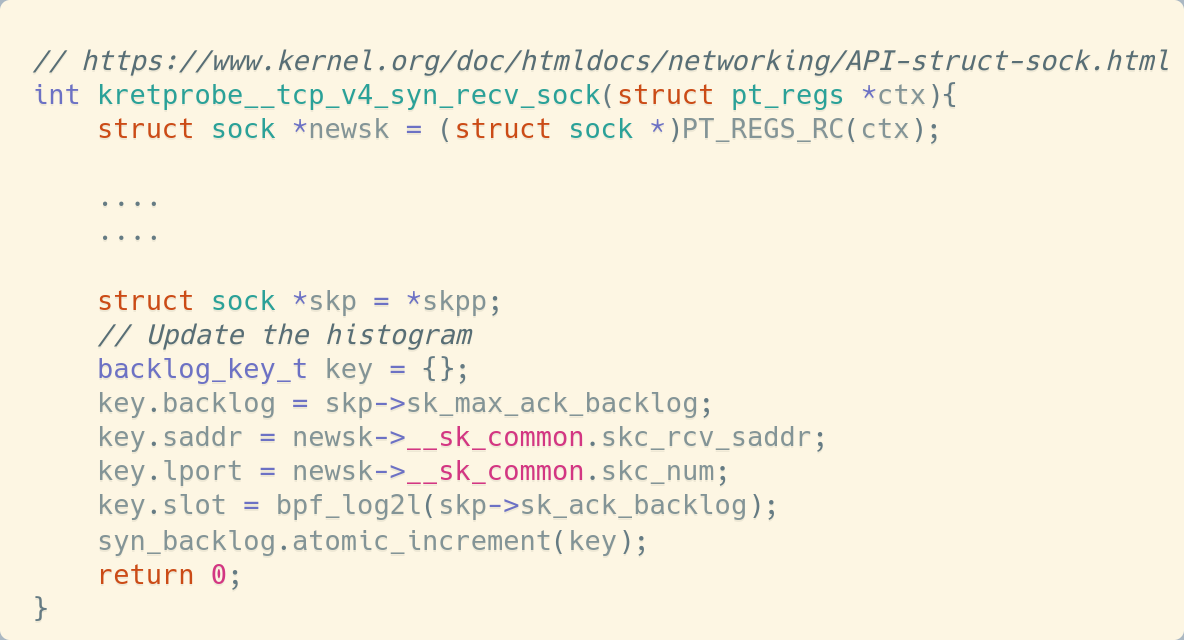 // https://www.kernel.org/doc/htmldocs/networking/API-struct-sock.html
int kretprobe__tcp_v4_syn_recv_sock(struct pt_regs *ctx){
    struct sock *newsk = (struct sock *)PT_REGS_RC(ctx);

    ....
    ....

    struct sock *skp = *skpp;
    // Update the histogram
    backlog_key_t key = {};
    key.backlog = skp->sk_max_ack_backlog;
    key.saddr = newsk->__sk_common.skc_rcv_saddr;
    key.lport = newsk->__sk_common.skc_num;
    key.slot = bpf_log2l(skp->sk_ack_backlog);
    syn_backlog.atomic_increment(key);
    return 0;
}